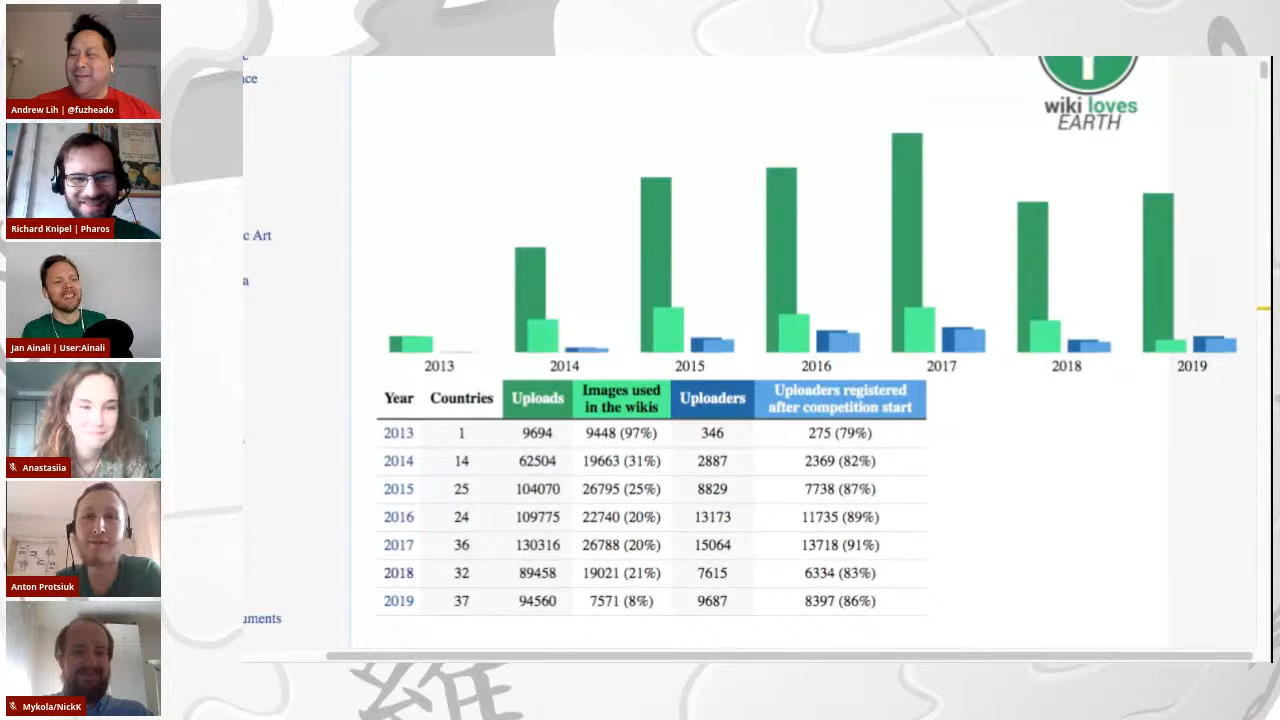 Andrew Lih | @fuzheado
Richard Knipel | Pharos
Jan Ainali | User:Ainali
Anastasiia
Anton Protsiuk
Mykola/NickK
nce
c Art
a
uments
wiki loves
EARTH
2013 2014 2015 2016 2017 2018 2019
Year Countries Uploads Images used in the wikis Uploaders Uploaders registered after competition start
2013 1 9694 9448 (97%) 346 275 (79%)
2014 14 62504 19663 (31%) 2887 2369 (82%)
2015 25 104070 26795 (25%) 8829 7738 (87%)
2016 24 109775 22740 (20%) 13173 11735 (89%)
2017 36 130316 26788 (20%) 15064 13718 (91%)
2018 32 89458 19021 (21%) 7615 6334 (83%)
2019 37 94560 7571 (8%) 9687 8397 (86%)
維